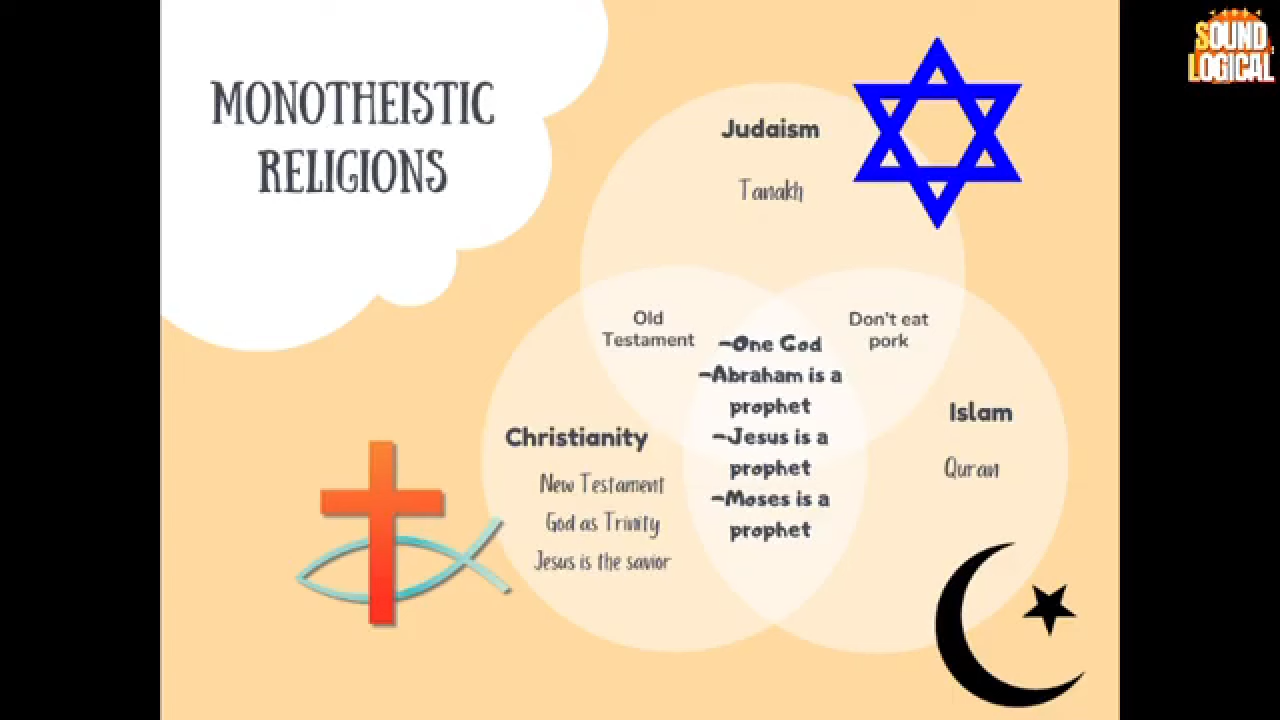 MONOTHEISTIC
RELIGIONS
SOUND
LOGICAL
Judaism
Tanakh
Old
Testament
Don't eat
pork
-One God
-Abraham is a
prophet
-Jesus is a
prophet
-Moses is a
prophet
Christianity
New Testament
God as Trinity
Jesus is the savior
Islam
Quran